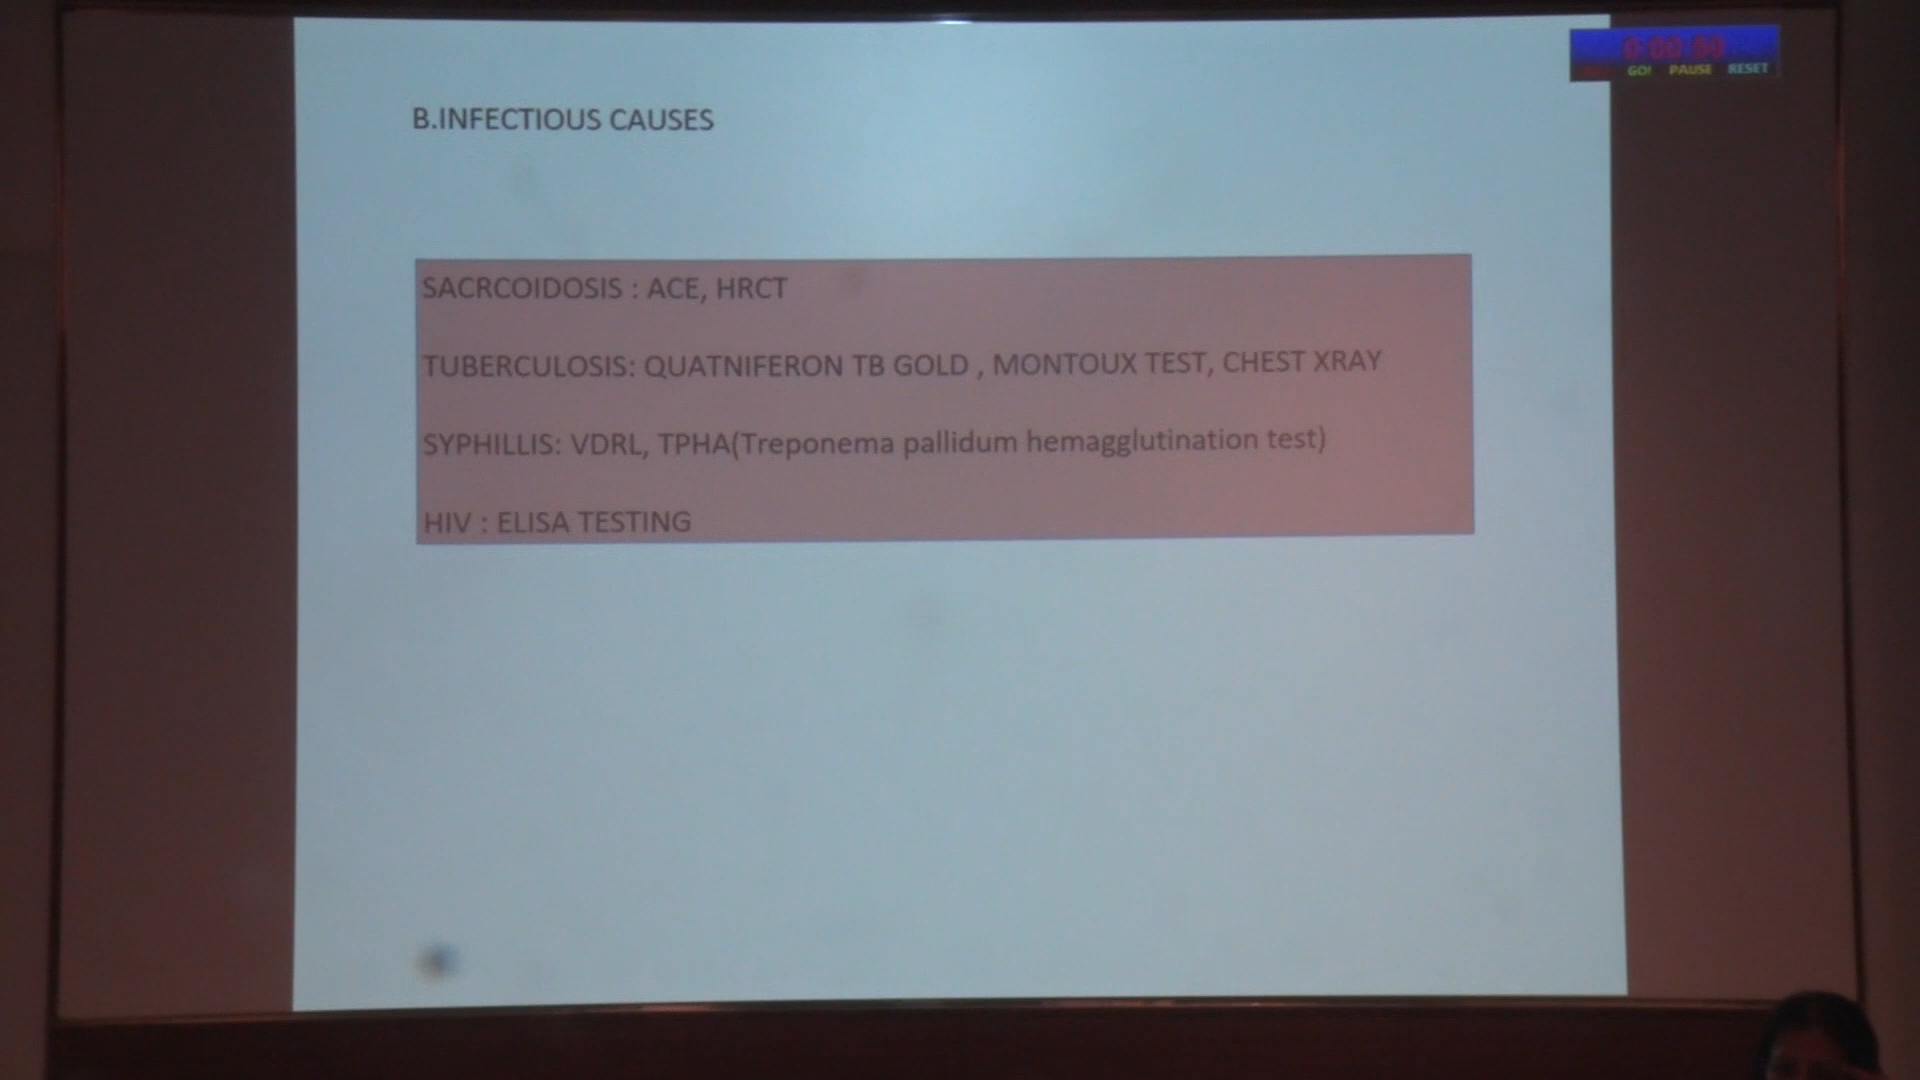 B.INFECTIOUS CAUSES
GO! PAUSE RESET
SACRCOIDOSIS : ACE, HRCT
TUBERCULOSIS: QUATNIFERON TB GOLD , MONTOUX TEST, CHEST XRAY
SYPHILLIS: VDRL, TPHA(Treponema pallidum hemagglutination test)
HIV : ELISA TESTING